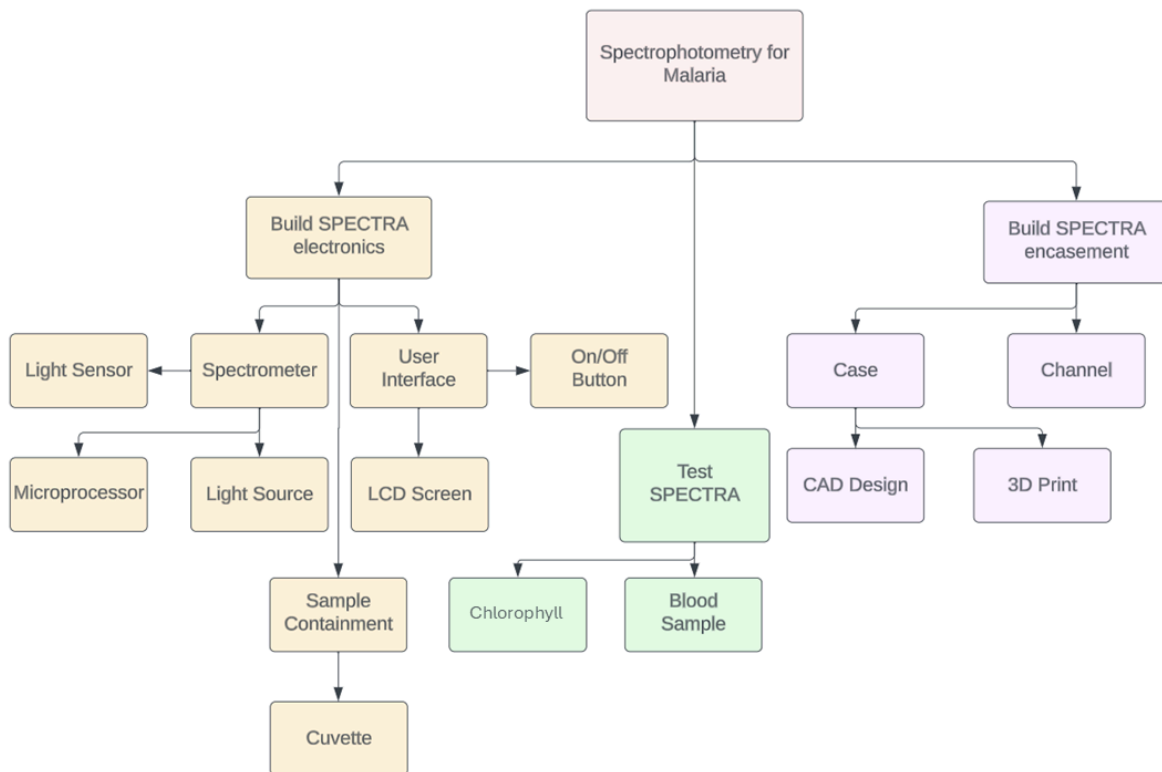 Spectrophotometry for
Malaria
Build SPECTRA
electronics
Build SPECTRA
encasement
Light Sensor
Spectrometer
User
Interface
On/Off
Button
Case
Channel
Microprocessor
Light Source
LCD Screen
Test
SPECTRA
CAD Design
3D Print
Sample
Containment
Chlorophyll
Blood
Sample
Cuvette